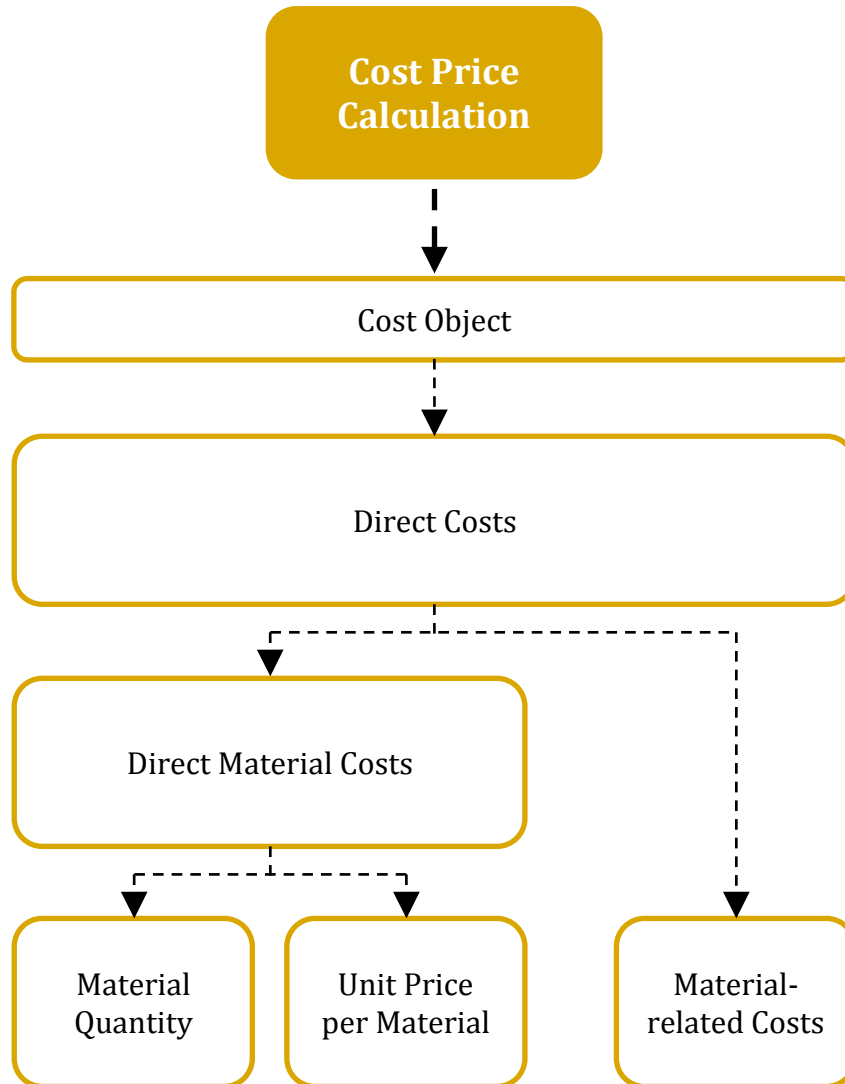 Cost Price
Calculation
Cost Object
Direct Costs
Direct Material Costs
Material
Quantity
Unit Price
per Material
Material-
related Costs